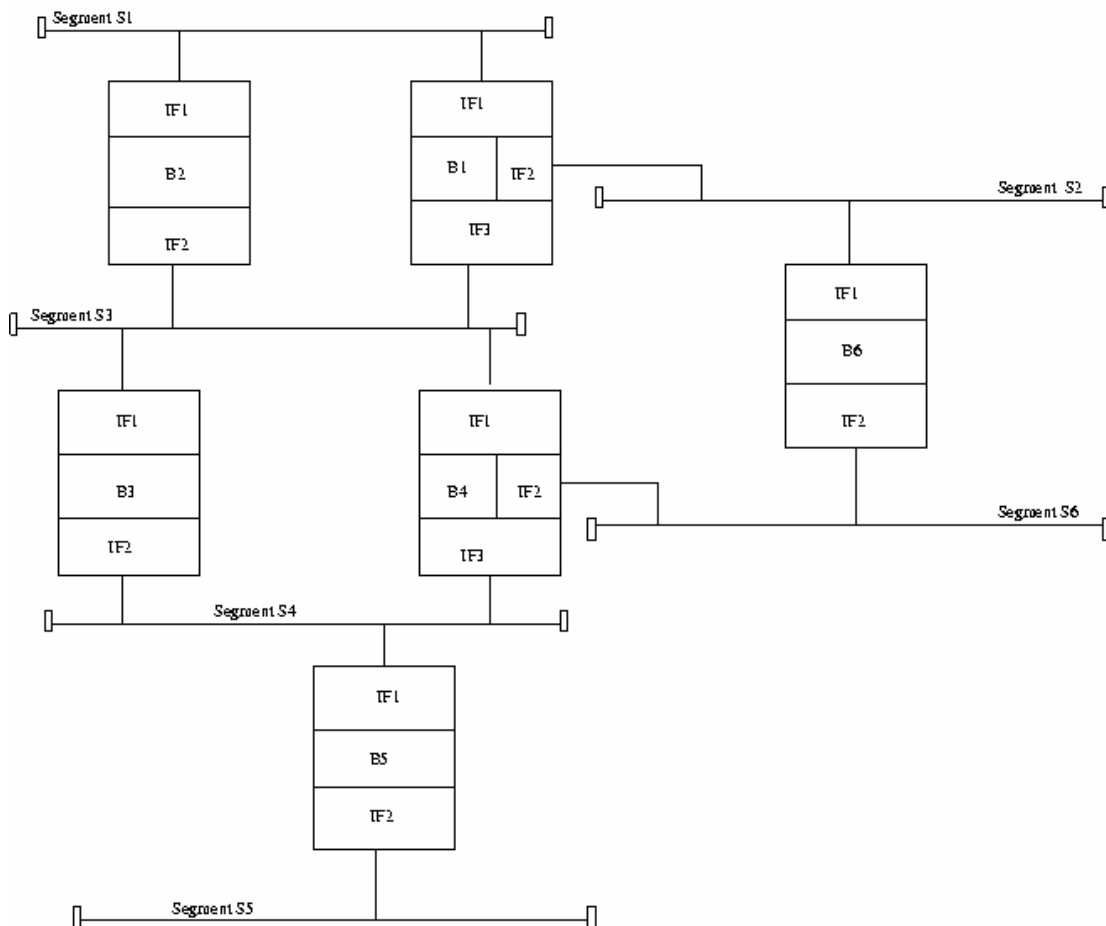 Segment S1
IF1
B2
IF2
IF1
B1 IF2
IF3
Segment S2
IF1
B6
IF2
Segment S3
IF1
B3
IF2
IF1
B4 IF2
IF3
Segment S6
Segment S4
IF1
B5
IF2
Segment S5